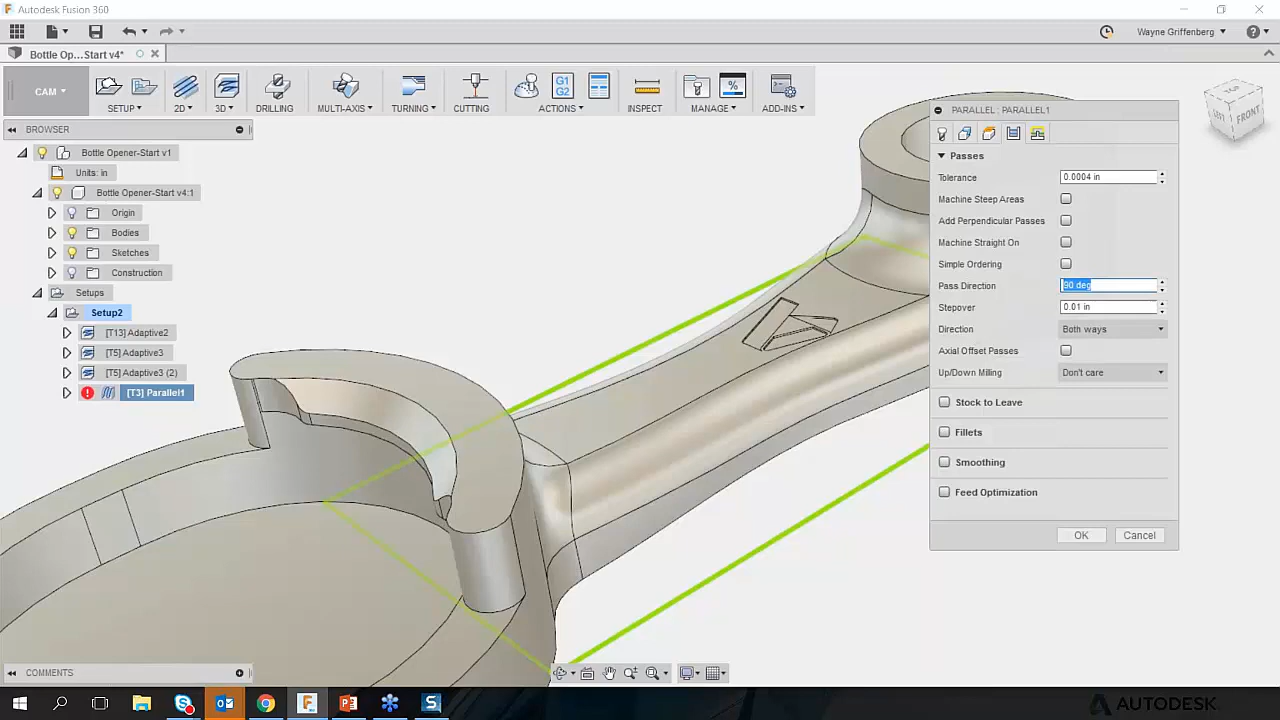 Autodesk Fusion 360
Wayne Griffenberg
Bottle Op...Start v4*
CAM
SETUP
2D
3D
DRILLING
MULTI-AXIS
TURNING
CUTTING
G1
G2
ACTIONS
INSPECT
%
MANAGE
ADD-INS
TOP
FRONT
BROWSER
Bottle Opener-Start v1
Units: in
Bottle Opener-Start v4:1
Origin
Bodies
Sketches
Construction
Setups
Setup2
[T13] Adaptive2
[T5] Adaptive3
[T5] Adaptive3 (2)
[T3] Parallel1
PARALLEL : PARALLEL1
Passes
Tolerance
0.0004 in
Machine Steep Areas
Add Perpendicular Passes
Machine Straight On
Simple Ordering
Pass Direction
90 deg
Stepover
0.01 in
Direction
Both ways
Axial Offset Passes
Up/Down Milling
Don't care
Stock to Leave
Fillets
Smoothing
Feed Optimization
OK
Cancel
COMMENTS
AUTODESK